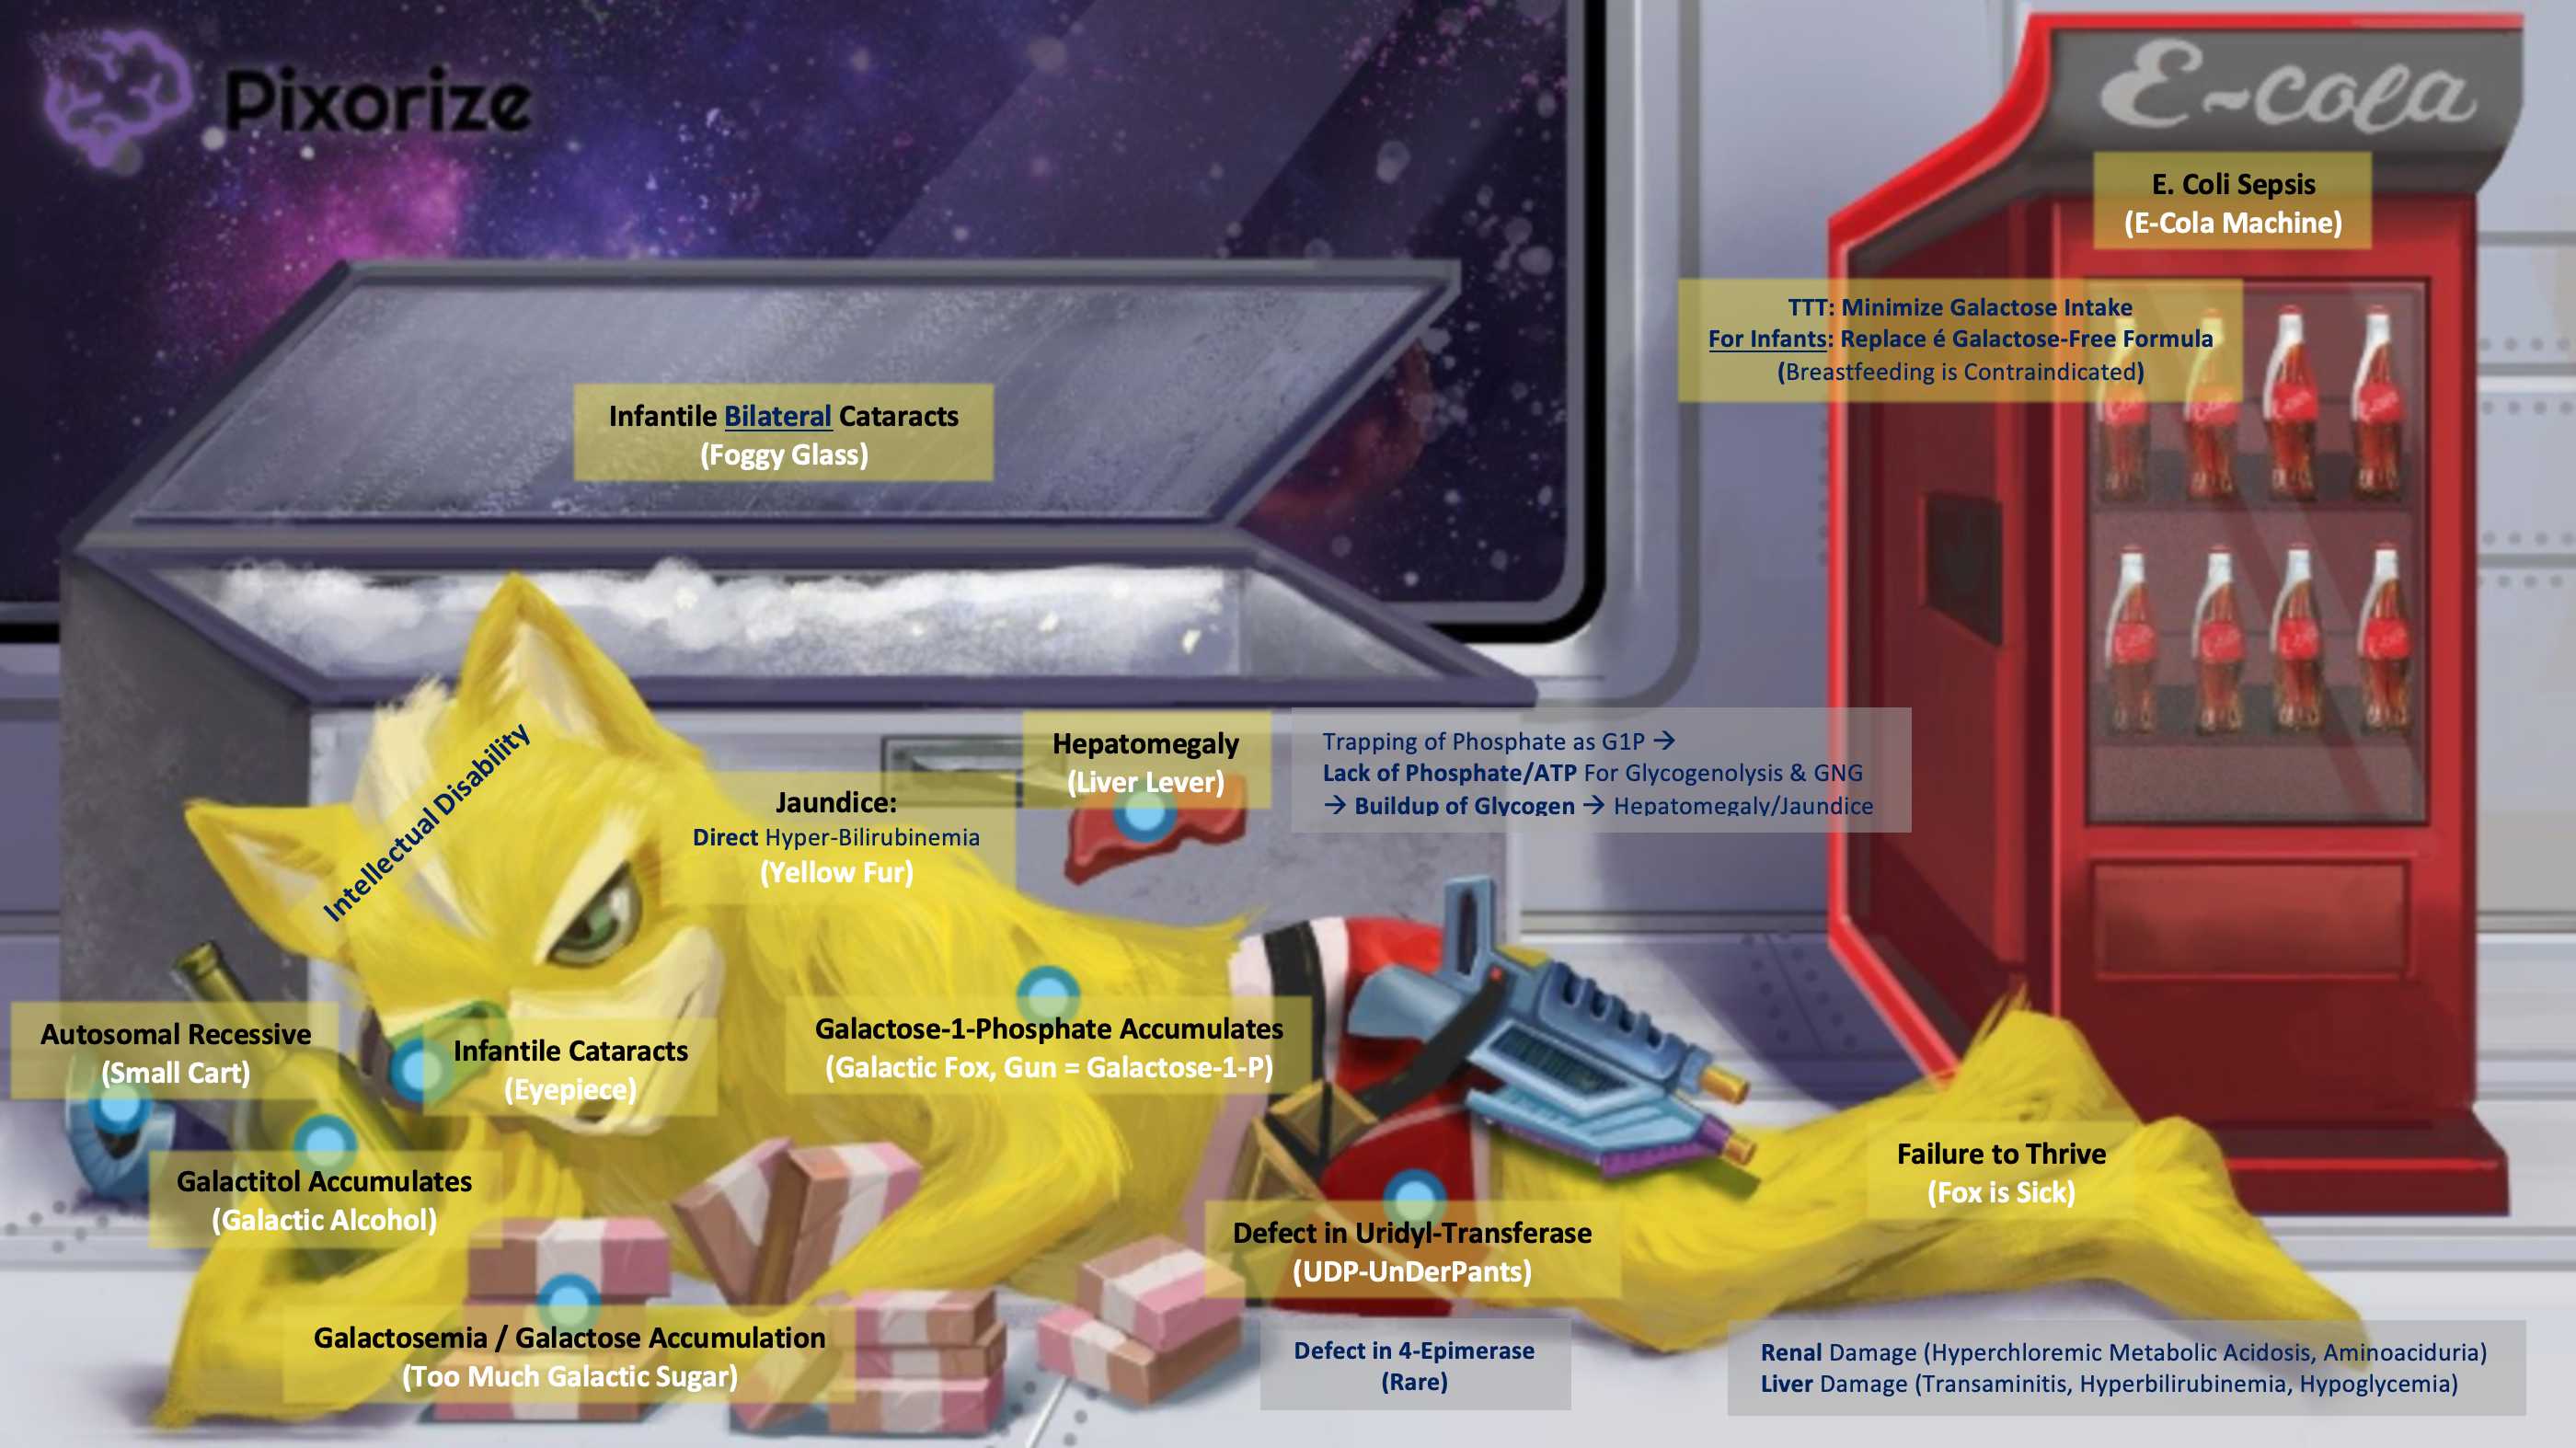 Pixorize
E-cola
E. Coli Sepsis
(E-Cola Machine)
TTT: Minimize Galactose Intake
For Infants: Replace é Galactose-Free Formula
(Breastfeeding is Contraindicated)
Infantile Bilateral Cataracts
(Foggy Glass)
Intellectual Disability
Hepatomegaly
(Liver Lever)
Trapping of Phosphate as G1P →
Lack of Phosphate/ATP For Glycogenolysis & GNG
→ Buildup of Glycogen → Hepatomegaly/Jaundice
Jaundice:
Direct Hyper-Bilirubinemia
(Yellow Fur)
Autosomal Recessive
(Small Cart)
Infantile Cataracts
(Eyepiece)
Galactose-1-Phosphate Accumulates
(Galactic Fox, Gun = Galactose-1-P)
Galactitol Accumulates
(Galactic Alcohol)
Failure to Thrive
(Fox is Sick)
Defect in Uridyl-Transferase
(UDP-UnDerPants)
Galactosemia / Galactose Accumulation
(Too Much Galactic Sugar)
Defect in 4-Epimerase
(Rare)
Renal Damage (Hyperchloremic Metabolic Acidosis, Aminoaciduria)
Liver Damage (Transaminitis, Hyperbilirubinemia, Hypoglycemia)